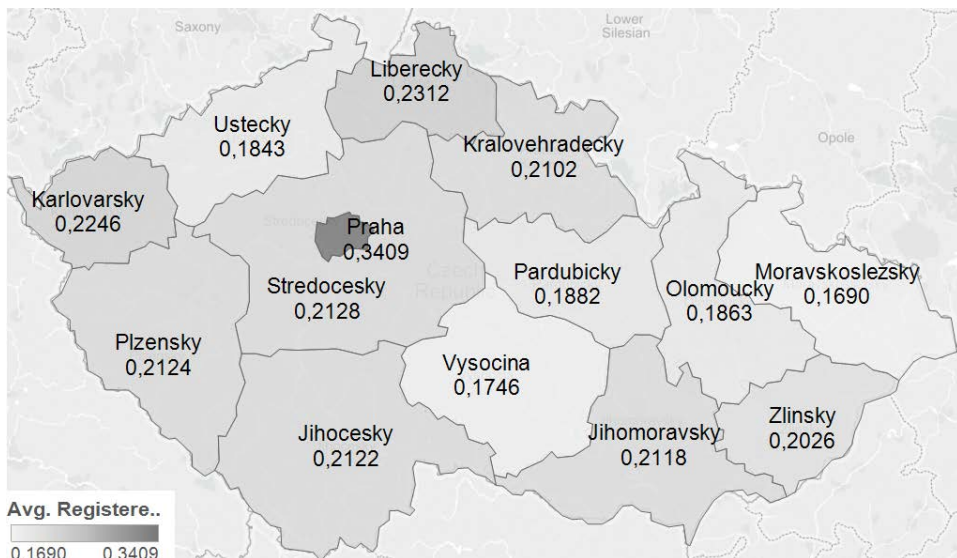 Saxony
Lower
Silesian
Liberecky
0,2312
Ustecky
0,1843
Kralovehradecky
0,2102
Opole
Karlovarsky
0,2246
Praha
0,3409
Czech
Republic
Stredocesky
0,2128
Pardubicky
0,1882
Olomoucky
0,1863
Moravskoslezsky
0,1690
Plzensky
0,2124
Vysocina
0,1746
Jihocesky
0,2122
Jihomoravsky
0,2118
Zlinsky
0,2026
Avg. Registere..
0,1690 0,3409